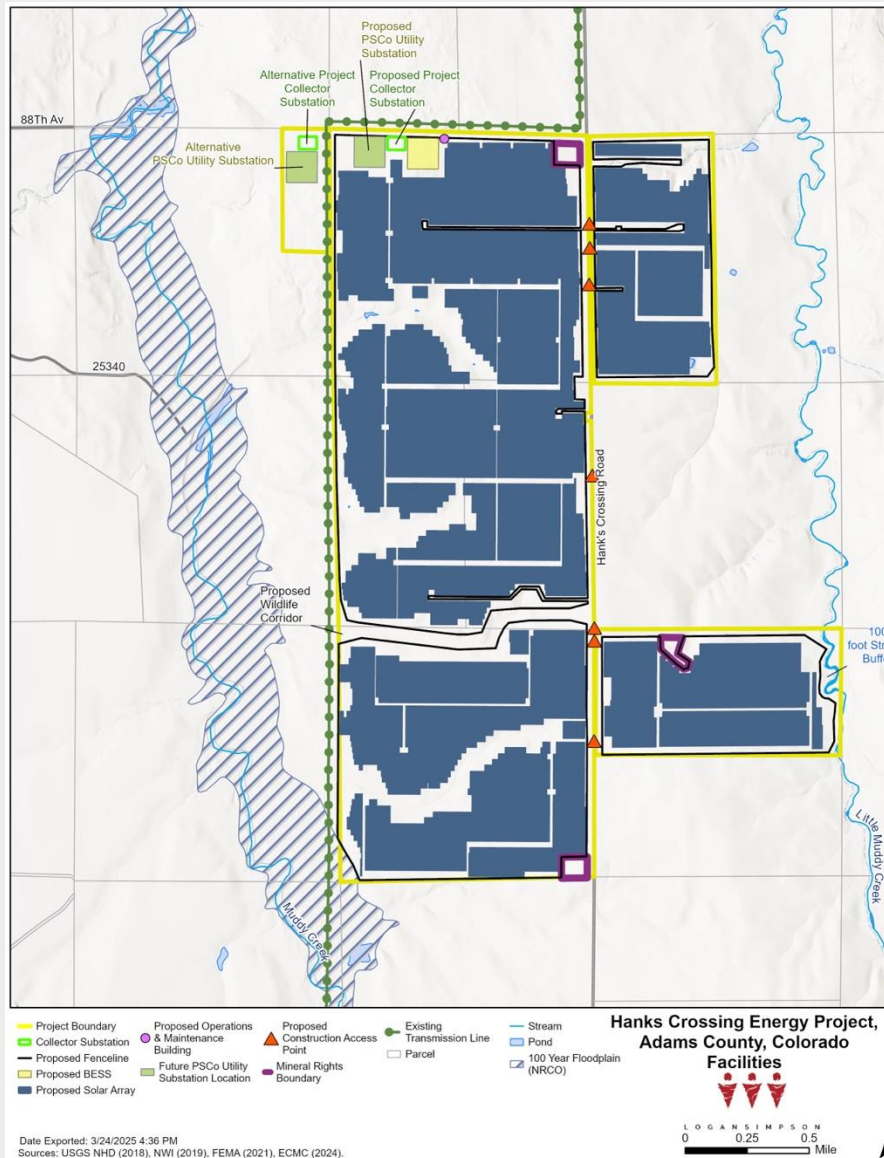 Proposed
PSCo Utility
Substation
Alternative Project
Collector
Substation
Proposed Project
Collector
Substation
88Th Av
Alternative
PSCo Utility Substation
25340
Hank's Crossing Road
Proposed
Wildlife
Corridor
100
foot Str
Buff
Little Muddy Creek
Muddy Creek
Project Boundary
Collector Substation
Proposed Fenceline
Proposed BESS
Proposed Solar Array
Proposed Operations
& Maintenance
Building
Future PSCo Utility
Substation Location
Proposed
Construction Access
Point
Mineral Rights
Boundary
Existing
Transmission Line
Parcel
Stream
Pond
100 Year Floodplain
(NRCO)
Hanks Crossing Energy Project,
Adams County, Colorado
Facilities
LOGANSIMPSON
0 0.25 0.5
Mile
Date Exported: 3/24/2025 4:36 PM
Sources: USGS NHD (2018), NWI (2019), FEMA (2021), ECMC (2024).